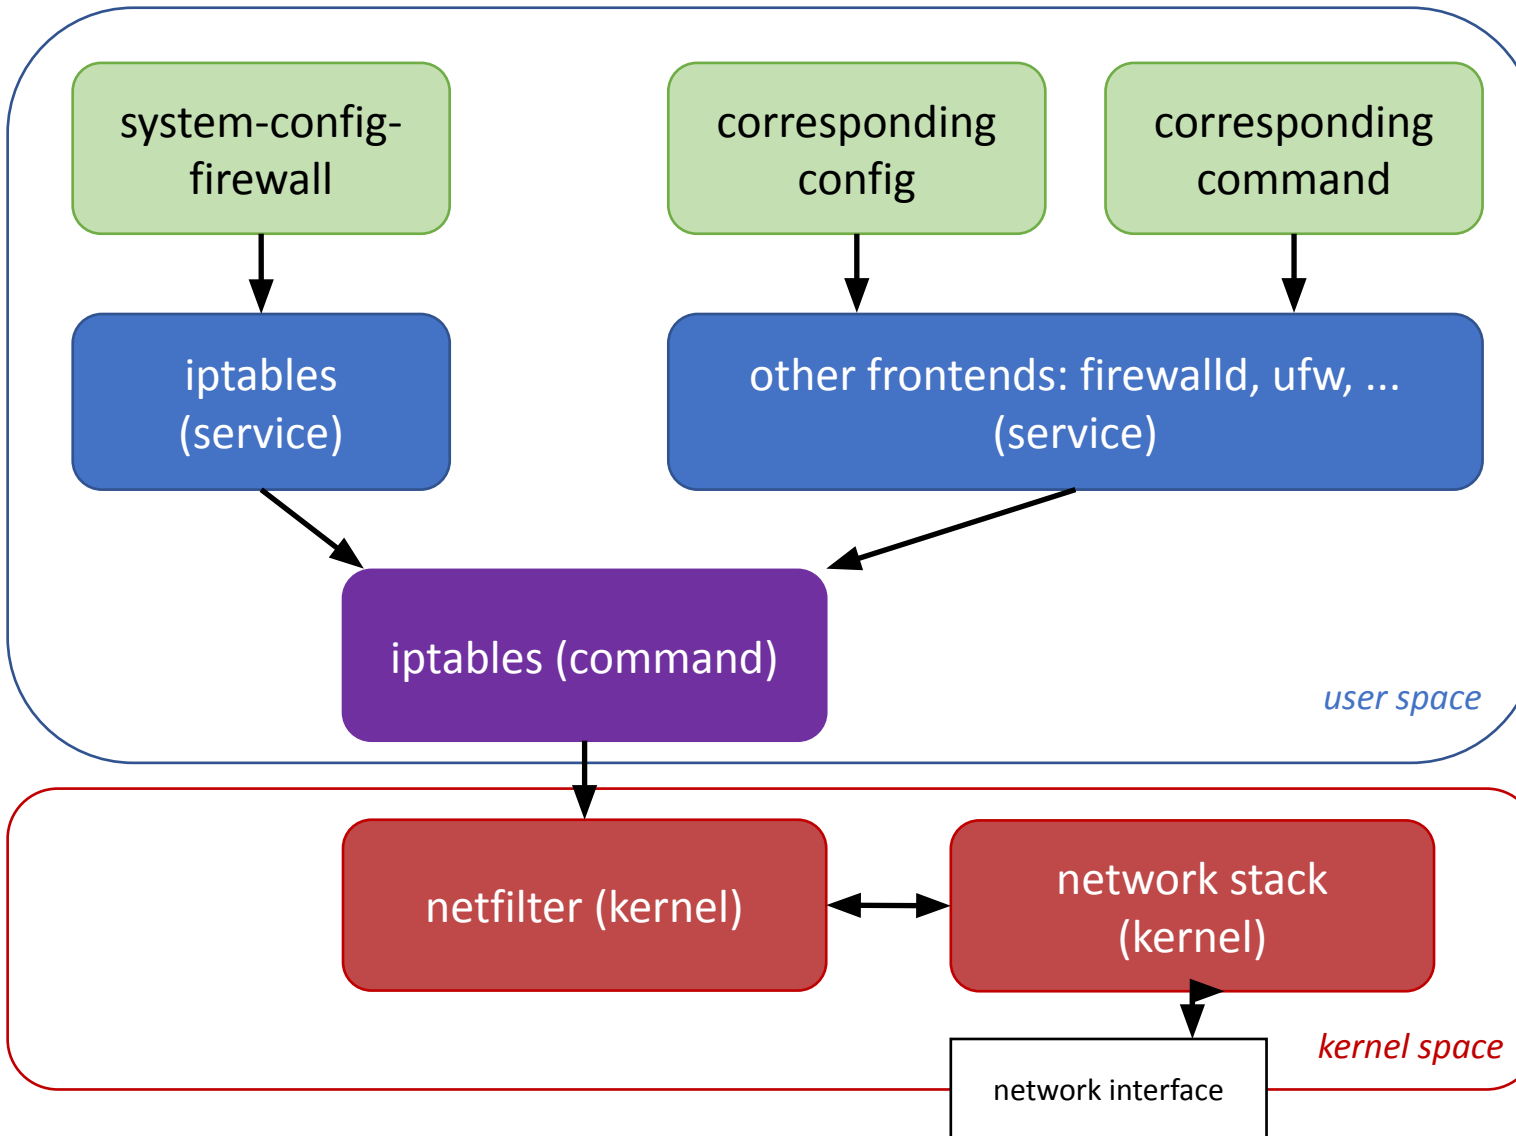 system-config-
firewall
corresponding
config
corresponding
command
iptables
(service)
other frontends: firewalld, ufw, ...
(service)
iptables (command)
user space
netfilter (kernel)
network stack
(kernel)
kernel space
network interface